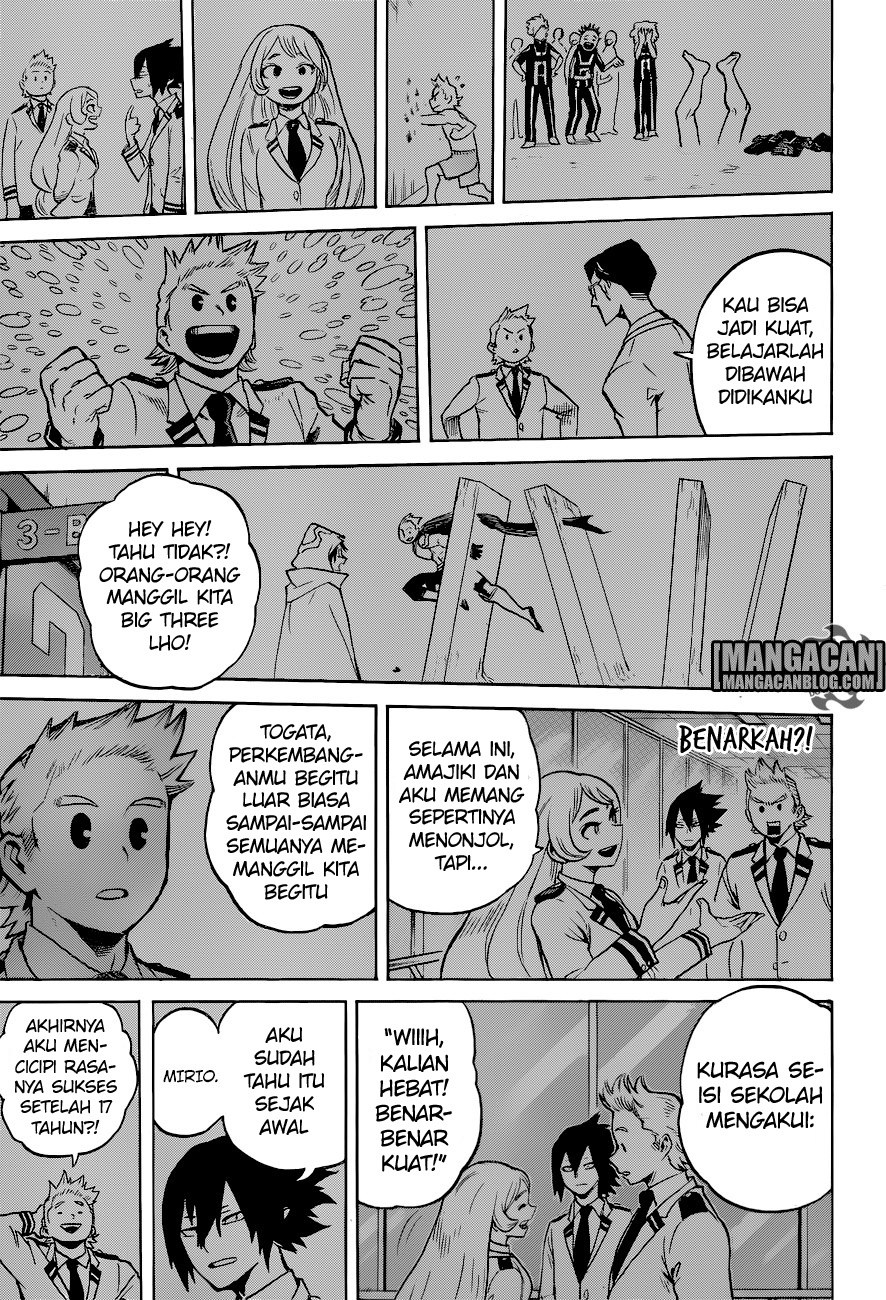 KAU BISA
JADI KUAT,
BELAJARLAH
DIBAWAH
DIDIKANKU
3-B
HEY HEY!
TAHU TIDAK?!
ORANG-ORANG
MANGGIL KITA
BIG THREE
LHO!
[MANGACAN]
MANGACANBLOG.COM
BENARKAH?!
SELAMA INI,
AMAJIKI DAN
AKU MEMANG
SEPERTINYA
MENONJOL,
TAPI...
TOGATA,
PERKEMBANG-
ANMU BEGITU
LUAR BIASA
SAMPAI-SAMPAI
SEMUANYA ME-
MANGGIL KITA
BEGITU
KURASA SE-
ISI SEKOLAH
MENGAKUI:
"WIIIH,
KALIAN
HEBAT!
BENAR-
BENAR
KUAT!"
AKU
SUDAH
TAHU ITU
SEJAK
AWAL
MIRIO.
AKHIRNYA
AKU MEN-
CICIPI RASA-
NYA SUKSES
SETELAH 17
TAHUN?!